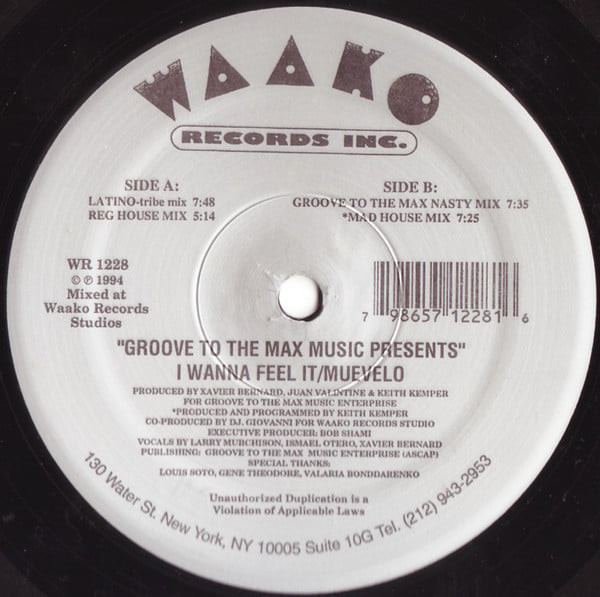 WAAKO
RECORDS INC.
SIDE A:
LATINO-tribe mix 7:48
REG HOUSE MIX 5:14
SIDE B:
GROOVE TO THE MAX NASTY MIX 7:35
*MAD HOUSE MIX 7:25
WR 1228
© ℗ 1994
Mixed at
Waako Records
Studios
7 98657 12281 6
"GROOVE TO THE MAX MUSIC PRESENTS"
I WANNA FEEL IT/MUEVELO
PRODUCED BY XAVIER BERNARD, JUAN VALINTINE & KEITH KEMPER
FOR GROOVE TO THE MAX MUSIC ENTERPRISE
*PRODUCED AND PROGRAMMED BY KEITH KEMPER
CO-PRODUCED BY DJ. GIOVANNI FOR WAAKO RECORDS STUDIO
EXECUTIVE PRODUCER: BOB SHAMI
VOCALS BY LARRY MURCHISON, ISMAEL OTERO, XAVIER BERNARD
PUBLISHING: GROOVE TO THE MAX MUSIC ENTERPRISE (ASCAP)
SPECIAL THANKS:
LOUIS SOTO, GENE THEODORE, VALARIA BONDDARENKO
Unauthorized Duplication is a
Violation of Applicable Laws
130 Water St. New York, NY 10005 Suite 10G Tel. (212) 943-2953